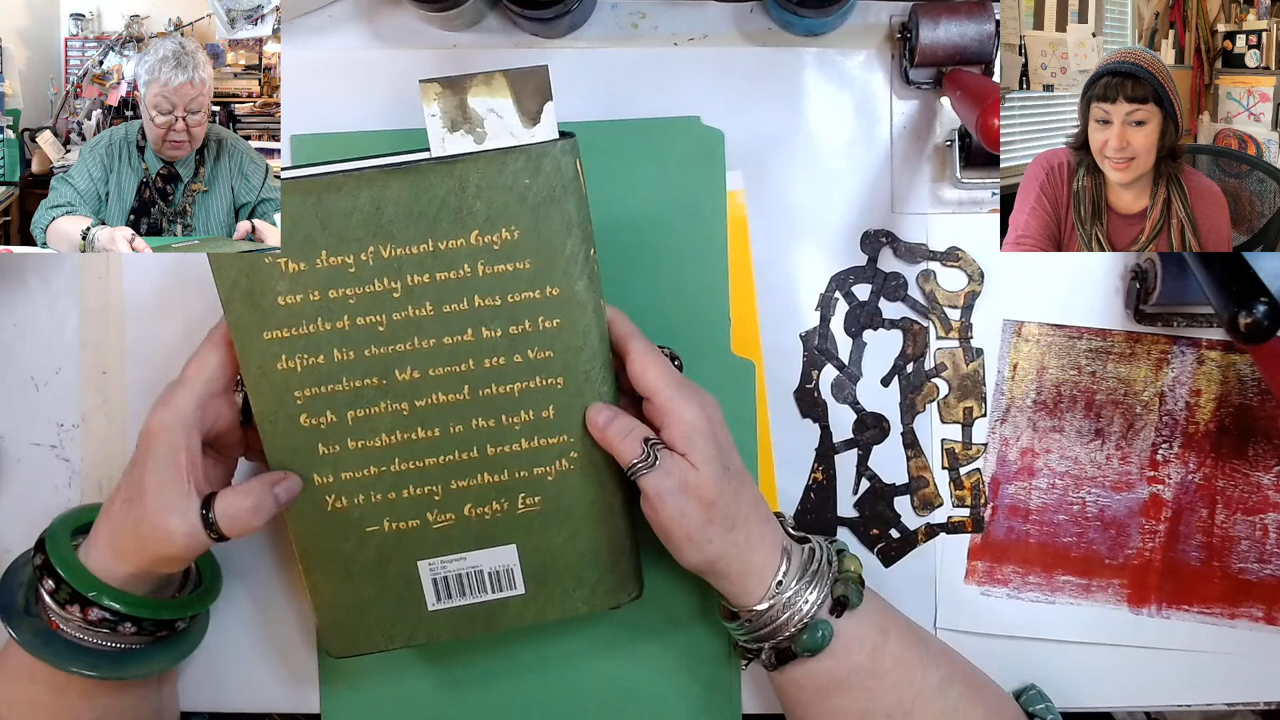 "The story of Vincent van Gogh's
ear is arguably the most famous
anecdote of any artist and has come to
define his character and his art for
generations. We cannot see a Van
Gogh painting without interpreting
his brushstrokes in the light of
his much-documented breakdown.
Yet it is a story swathed in myth."
—from Van Gogh's Ear
Art / Biography